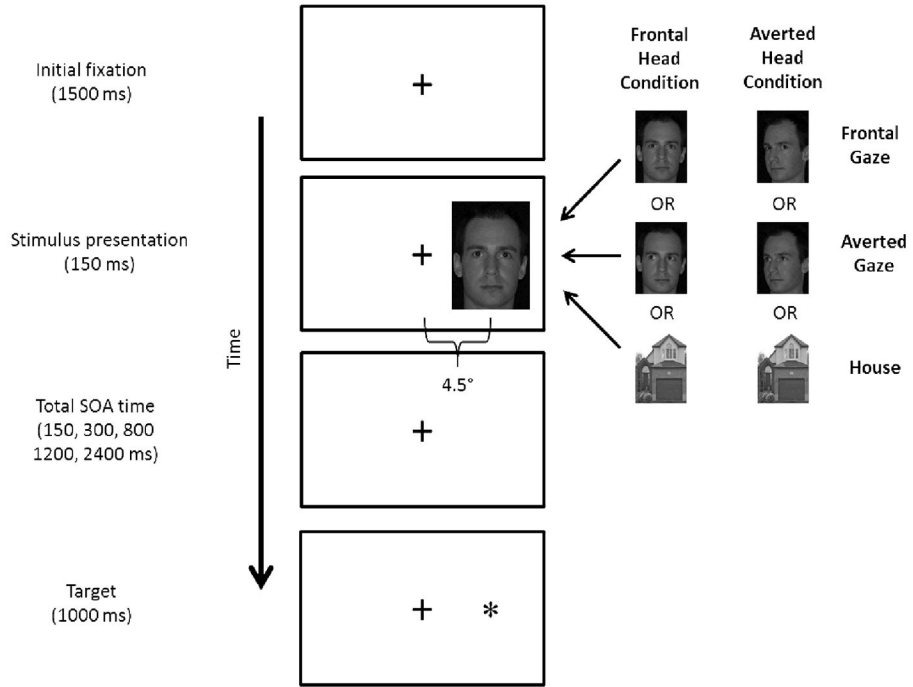 Initial fixation
(1500 ms)
Stimulus presentation
(150 ms)
Time
Total SOA time
(150, 300, 800
1200, 2400 ms)
Target
(1000 ms)
+
+
4.5°
+
+ *
Frontal
Head
Condition
Averted
Head
Condition
Frontal
Gaze
OR OR
Averted
Gaze
OR OR
House